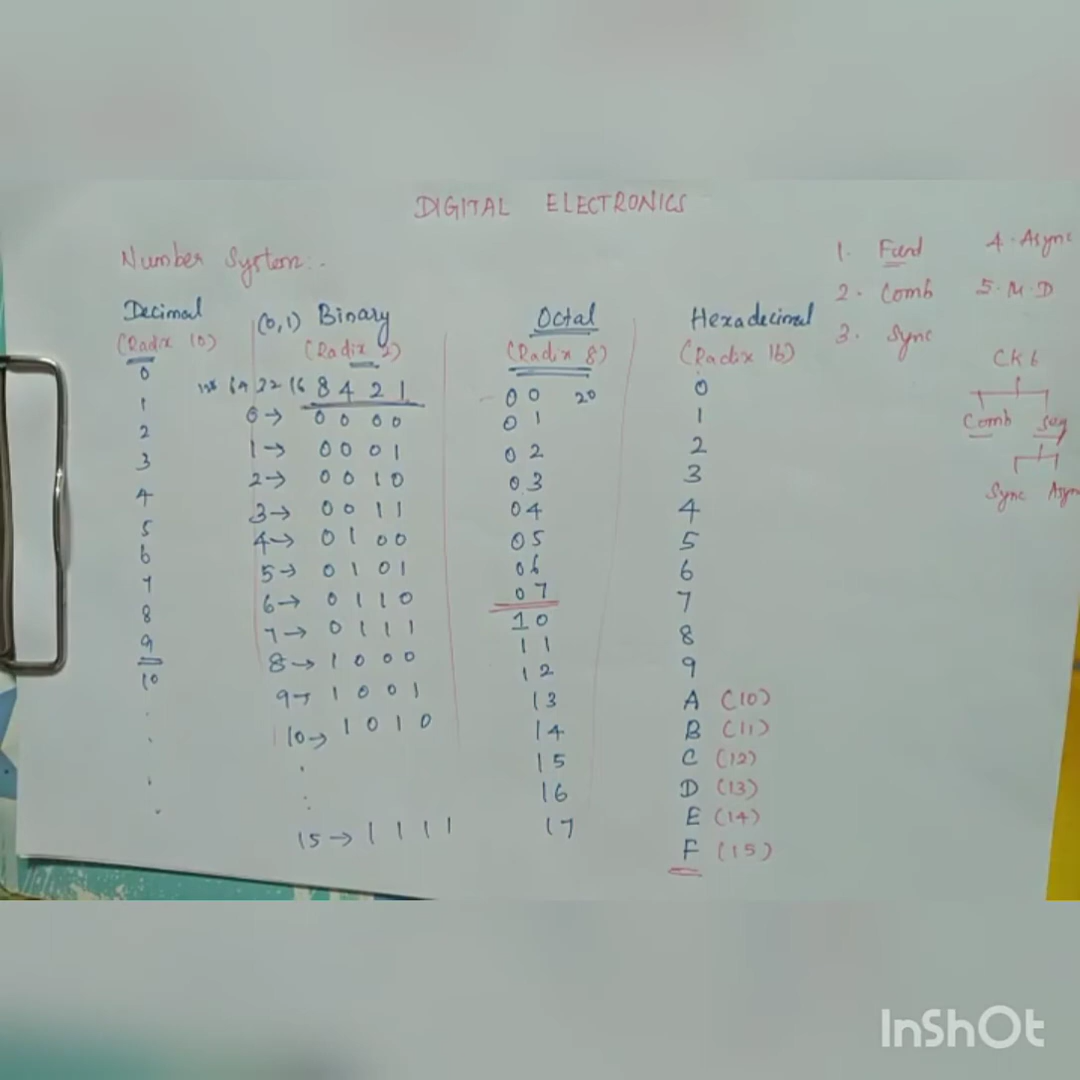 DIGITAL ELECTRONICS
Number System:-
1. Fund
4. Async
2. Comb
5. M.D
3. Sync
CKt
Comb Seq
Sync Async
Decimal
(Radix 10)
0
1
2
3
4
5
6
7
8
9
10
(0,1) Binary
(Radix 2)
128 64 32 16 8 4 2 1
0→ 0 0 0 0
1→ 0 0 0 1
2→ 0 0 1 0
3→ 0 0 1 1
4→ 0 1 0 0
5→ 0 1 0 1
6→ 0 1 1 0
7→ 0 1 1 1
8→ 1 0 0 0
9→ 1 0 0 1
10→ 1 0 1 0
15→ 1 1 1 1
Octal
(Radix 8)
00 20
01
02
03
04
05
06
07
10
11
12
13
14
15
16
17
Hexadecimal
(Radix 16)
0
1
2
3
4
5
6
7
8
9
A (10)
B (11)
C (12)
D (13)
E (14)
F (15)
InShOt